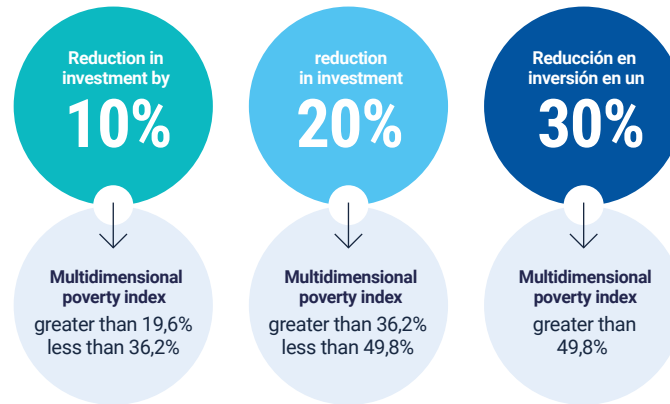 Reduction in
investment by
10%
Multidimensional
poverty index
greater than 19,6%
less than 36,2%
reduction
in investment
20%
Multidimensional
poverty index
greater than 36,2%
less than 49,8%
Reducción en
inversión en un
30%
Multidimensional
poverty index
greater than
49,8%